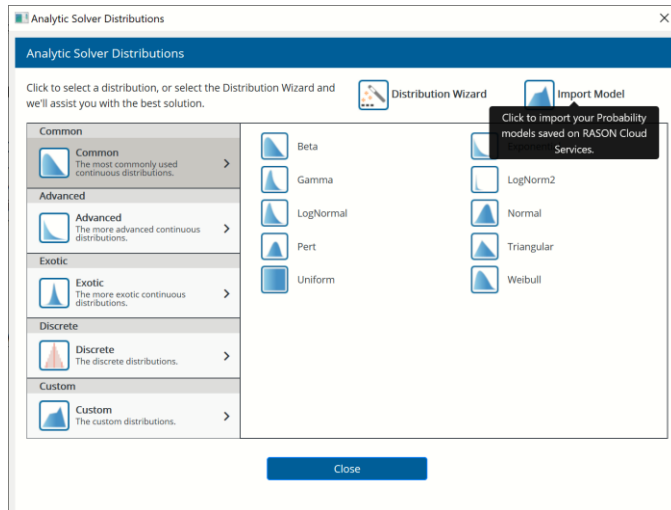 Analytic Solver Distributions
Analytic Solver Distributions
Click to select a distribution, or select the Distribution Wizard and
we'll assist you with the best solution.
Distribution Wizard
Import Model
Click to import your Probability
models saved on RASON Cloud
Services.
Common
Common
The most commonly used
continuous distributions.
Advanced
Advanced
The more advanced continuous
distributions.
Exotic
Exotic
The more exotic continuous
distributions.
Discrete
Discrete
The discrete distributions.
Custom
Custom
The custom distributions.
Beta
Gamma
LogNorm2
LogNormal
Normal
Pert
Triangular
Uniform
Weibull
Close